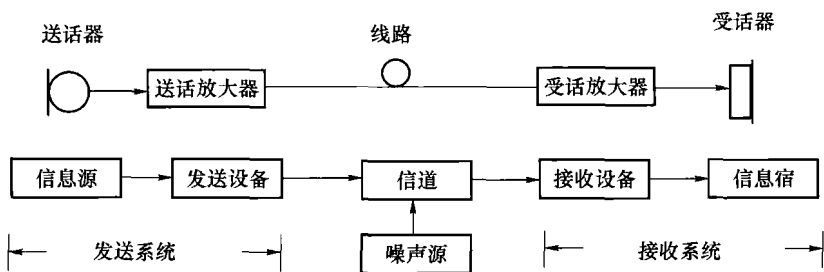 送话器
线路
受话器
送话放大器
受话放大器
信息源
发送设备
信道
接收设备
信息宿
发送系统
噪声源
接收系统